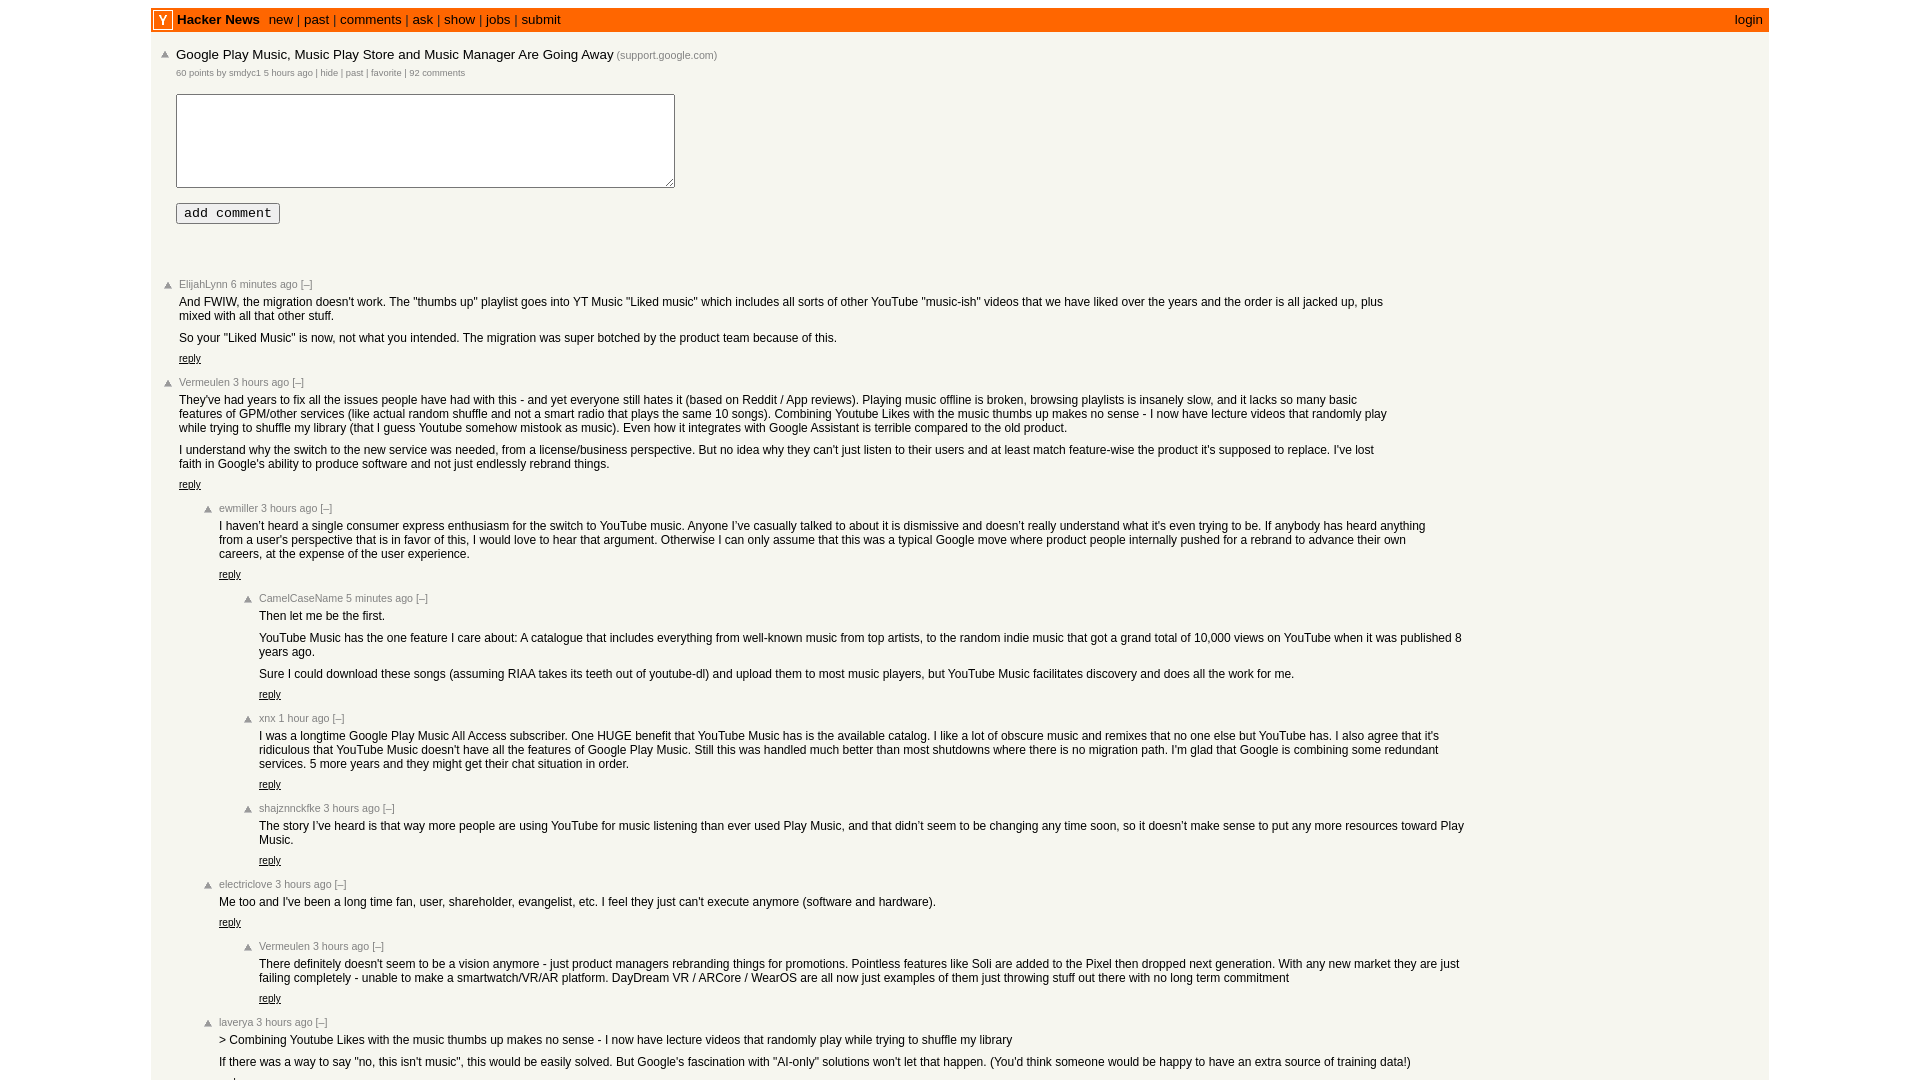 Y Hacker News new | past | comments | ask | show | jobs | submit login
Google Play Music, Music Play Store and Music Manager Are Going Away (support.google.com)
60 points by smdyc1 5 hours ago | hide | past | favorite | 92 comments
add comment
ElijahLynn 6 minutes ago [–]
And FWIW, the migration doesn't work. The "thumbs up" playlist goes into YT Music "Liked music" which includes all sorts of other YouTube "music-ish" videos that we have liked over the years and the order is all jacked up, plus
mixed with all that other stuff.
So your "Liked Music" is now, not what you intended. The migration was super botched by the product team because of this.
reply
Vermeulen 3 hours ago [–]
They've had years to fix all the issues people have had with this - and yet everyone still hates it (based on Reddit / App reviews). Playing music offline is broken, browsing playlists is insanely slow, and it lacks so many basic
features of GPM/other services (like actual random shuffle and not a smart radio that plays the same 10 songs). Combining Youtube Likes with the music thumbs up makes no sense - I now have lecture videos that randomly play
while trying to shuffle my library (that I guess Youtube somehow mistook as music). Even how it integrates with Google Assistant is terrible compared to the old product.
I understand why the switch to the new service was needed, from a license/business perspective. But no idea why they can't just listen to their users and at least match feature-wise the product it's supposed to replace. I've lost
faith in Google's ability to produce software and not just endlessly rebrand things.
reply
ewmiller 3 hours ago [–]
I haven’t heard a single consumer express enthusiasm for the switch to YouTube music. Anyone I’ve casually talked to about it is dismissive and doesn’t really understand what it's even trying to be. If anybody has heard anything
from a user's perspective that is in favor of this, I would love to hear that argument. Otherwise I can only assume that this was a typical Google move where product people internally pushed for a rebrand to advance their own
careers, at the expense of the user experience.
reply
CamelCaseName 5 minutes ago [–]
Then let me be the first.
YouTube Music has the one feature I care about: A catalogue that includes everything from well-known music from top artists, to the random indie music that got a grand total of 10,000 views on YouTube when it was published 8
years ago.
Sure I could download these songs (assuming RIAA takes its teeth out of youtube-dl) and upload them to most music players, but YouTube Music facilitates discovery and does all the work for me.
reply
xnx 1 hour ago [–]
I was a longtime Google Play Music All Access subscriber. One HUGE benefit that YouTube Music has is the available catalog. I like a lot of obscure music and remixes that no one else but YouTube has. I also agree that it's
ridiculous that YouTube Music doesn't have all the features of Google Play Music. Still this was handled much better than most shutdowns where there is no migration path. I'm glad that Google is combining some redundant
services. 5 more years and they might get their chat situation in order.
reply
shajznnckfke 3 hours ago [–]
The story I’ve heard is that way more people are using YouTube for music listening than ever used Play Music, and that didn’t seem to be changing any time soon, so it doesn’t make sense to put any more resources toward Play
Music.
reply
electriclove 3 hours ago [–]
Me too and I've been a long time fan, user, shareholder, evangelist, etc. I feel they just can't execute anymore (software and hardware).
reply
Vermeulen 3 hours ago [–]
There definitely doesn't seem to be a vision anymore - just product managers rebranding things for promotions. Pointless features like Soli are added to the Pixel then dropped next generation. With any new market they are just
failing completely - unable to make a smartwatch/VR/AR platform. DayDream VR / ARCore / WearOS are all now just examples of them just throwing stuff out there with no long term commitment
reply
laverya 3 hours ago [–]
> Combining Youtube Likes with the music thumbs up makes no sense - I now have lecture videos that randomly play while trying to shuffle my library
If there was a way to say "no, this isn't music", this would be easily solved. But Google's fascination with "AI-only" solutions won't let that happen. (You'd think someone would be happy to have an extra source of training data!)